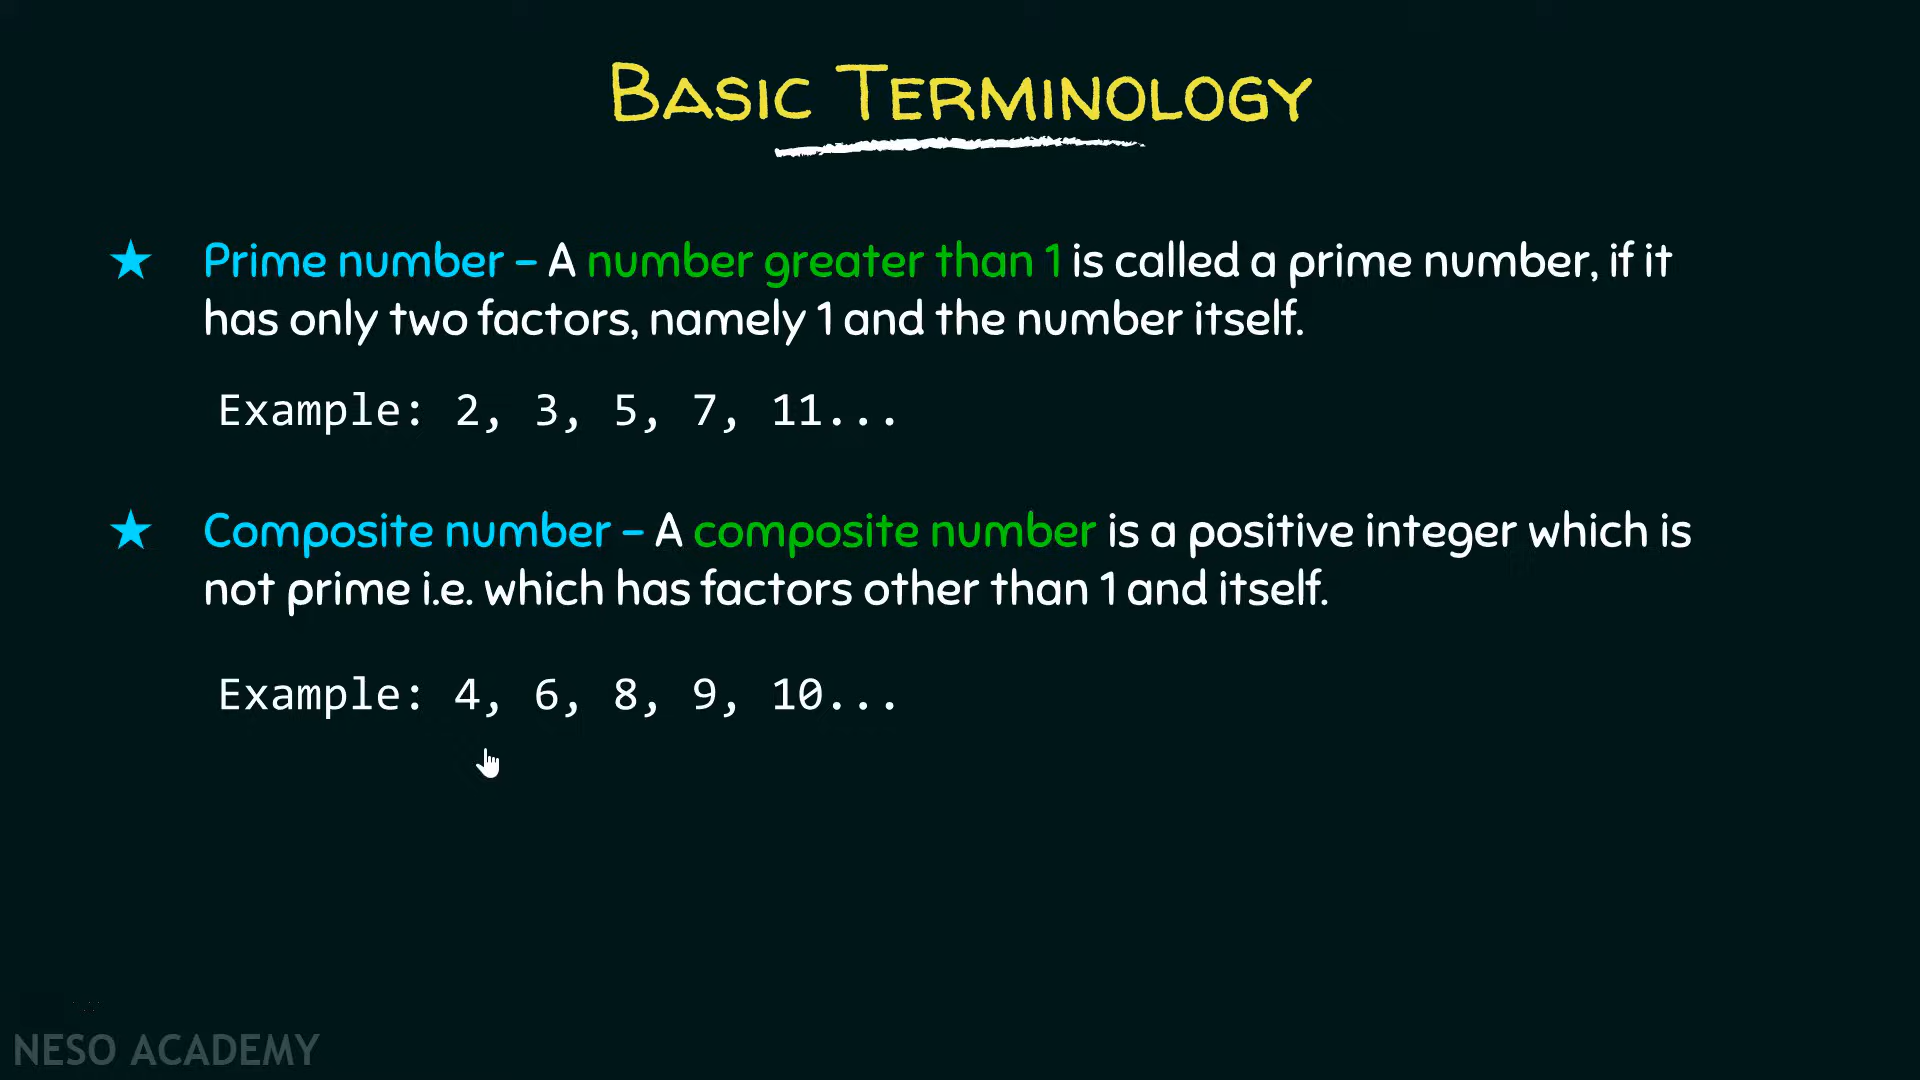 BASIC TERMINOLOGY
Prime number – A number greater than 1 is called a prime number, if it
has only two factors, namely 1 and the number itself.
Example: 2, 3, 5, 7, 11...
Composite number – A composite number is a positive integer which is
not prime i.e. which has factors other than 1 and itself.
Example: 4, 6, 8, 9, 10...
NESO ACADEMY